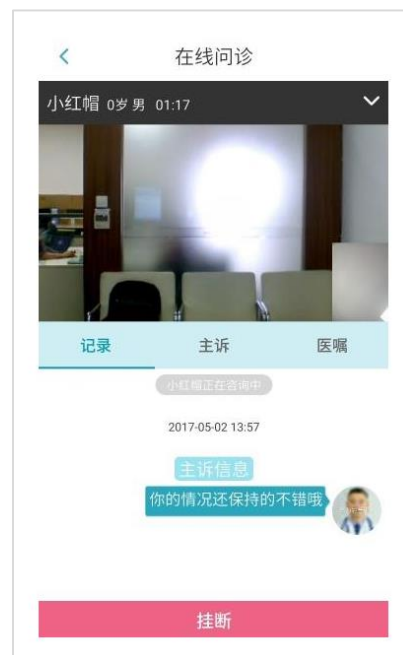 在线问诊
小红帽 0岁 男 01:17
记录 主诉 医嘱
小红帽正在咨询中
2017-05-02 13:57
主诉信息
你的情况还保持的不错哦
挂断